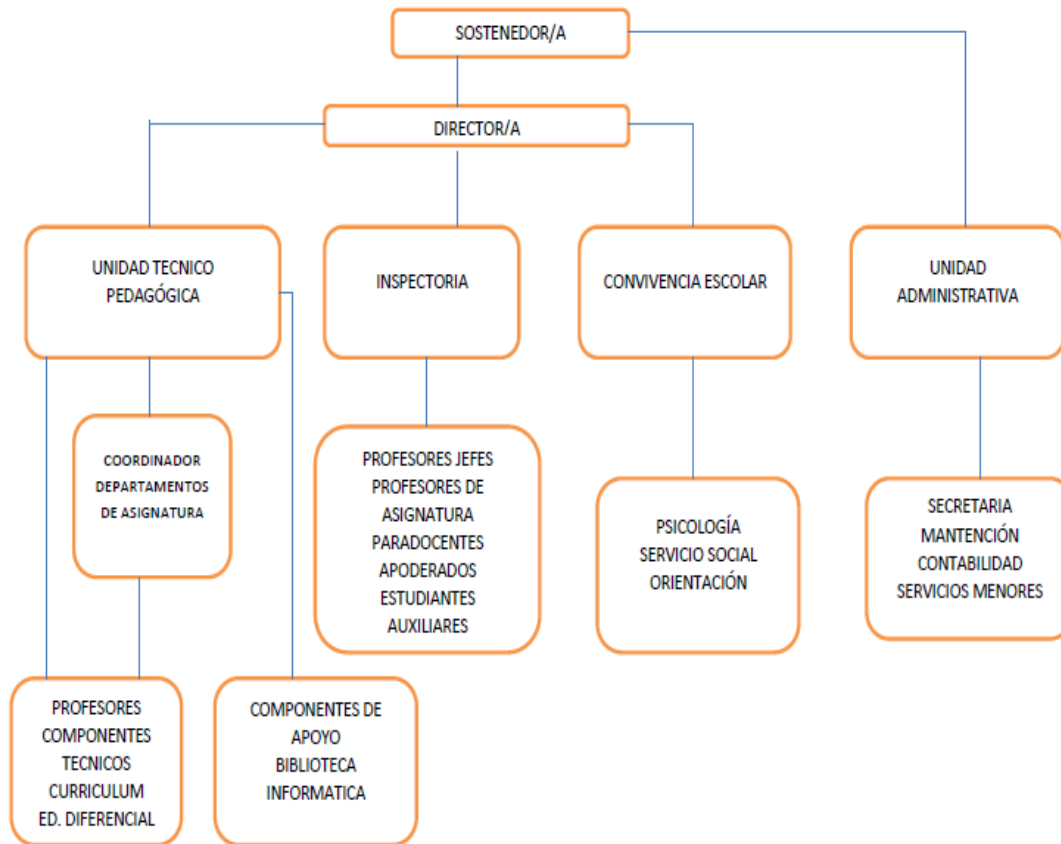 SOSTENEDOR/A
DIRECTOR/A
UNIDAD TECNICO
PEDAGÓGICA
INSPECTORIA
CONVIVENCIA ESCOLAR
UNIDAD
ADMINISTRATIVA
COORDINADOR
DEPARTAMENTOS
DE ASIGNATURA
PROFESORES JEFES
PROFESORES DE
ASIGNATURA
PARADOCENTES
APODERADOS
ESTUDIANTES
AUXILIARES
PSICOLOGÍA
SERVICIO SOCIAL
ORIENTACIÓN
SECRETARIA
MANTENCIÓN
CONTABILIDAD
SERVICIOS MENORES
PROFESORES
COMPONENTES
TECNICOS
CURRICULUM
ED. DIFERENCIAL
COMPONENTES DE
APOYO
BIBLIOTECA
INFORMATICA